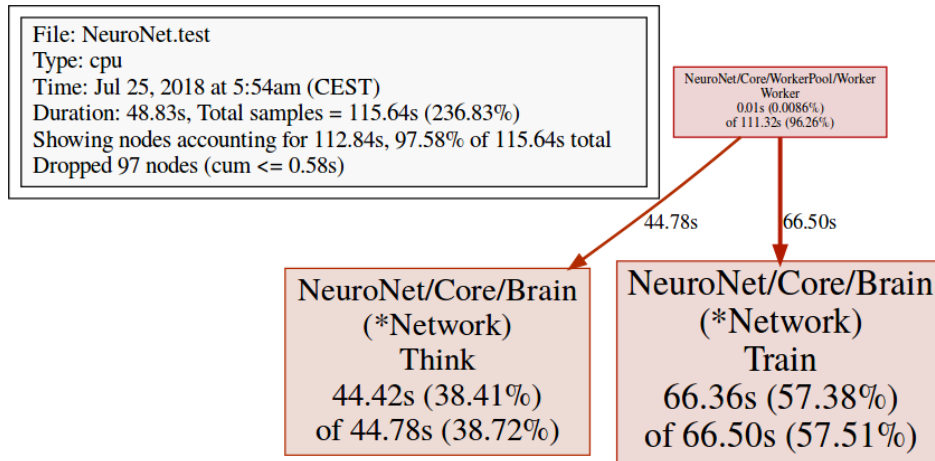 File: NeuroNet.test
Type: cpu
Time: Jul 25, 2018 at 5:54am (CEST)
Duration: 48.83s, Total samples = 115.64s (236.83%)
Showing nodes accounting for 112.84s, 97.58% of 115.64s total
Dropped 97 nodes (cum <= 0.58s)
NeuroNet/Core/WorkerPool/Worker
Worker
0.01s (0.0086%)
of 111.32s (96.26%)
44.78s
66.50s
NeuroNet/Core/Brain
(*Network)
Think
44.42s (38.41%)
of 44.78s (38.72%)
NeuroNet/Core/Brain
(*Network)
Train
66.36s (57.38%)
of 66.50s (57.51%)